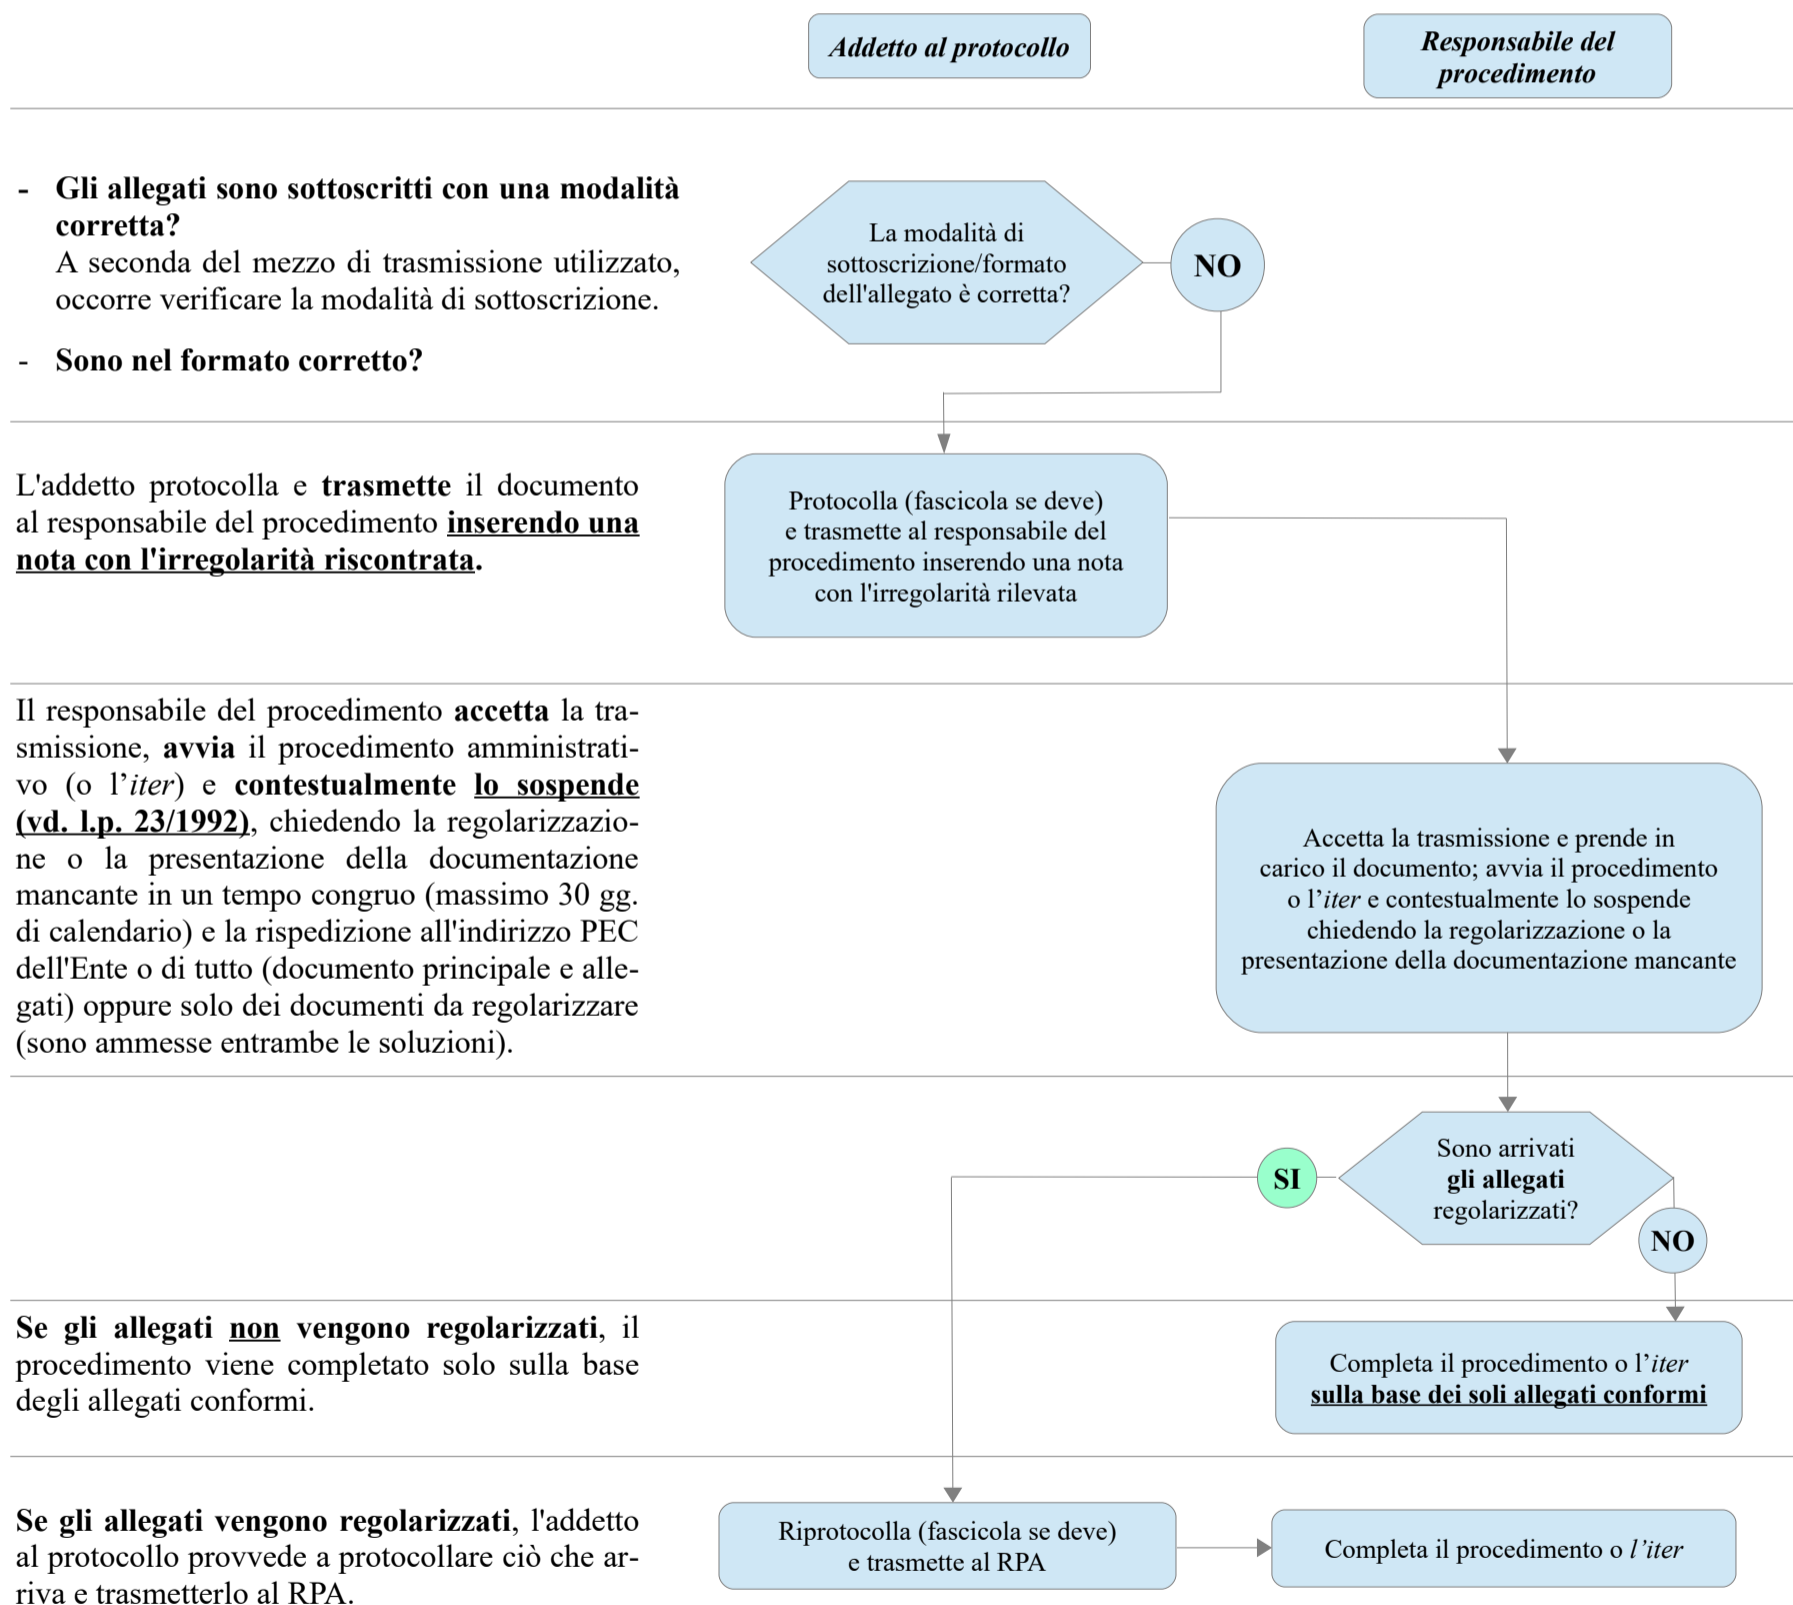 Addetto al protocollo
Responsabile del
procedimento
- Gli allegati sono sottoscritti con una modalità
corretta?
A seconda del mezzo di trasmissione utilizzato,
occorre verificare la modalità di sottoscrizione.
- Sono nel formato corretto?
La modalità di
sottoscrizione/formato
dell'allegato è corretta?
NO
L'addetto protocolla e trasmette il documento
al responsabile del procedimento inserendo una
nota con l'irregolarità riscontrata.
Protocolla (fascicola se deve)
e trasmette al responsabile del
procedimento inserendo una nota
con l'irregolarità rilevata
Il responsabile del procedimento accetta la tra-
smissione, avvia il procedimento amministrati-
vo (o l’iter) e contestualmente lo sospende
(vd. l.p. 23/1992), chiedendo la regolarizzazio-
ne o la presentazione della documentazione
mancante in un tempo congruo (massimo 30 gg.
di calendario) e la rispedizione all'indirizzo PEC
dell'Ente o di tutto (documento principale e alle-
gati) oppure solo dei documenti da regolarizzare
(sono ammesse entrambe le soluzioni).
Accetta la trasmissione e prende in
carico il documento; avvia il procedimento
o l’iter e contestualmente lo sospende
chiedendo la regolarizzazione o la
presentazione della documentazione mancante
Sono arrivati
gli allegati
regolarizzati?
SI
NO
Se gli allegati non vengono regolarizzati, il
procedimento viene completato solo sulla base
degli allegati conformi.
Completa il procedimento o l’iter
sulla base dei soli allegati conformi
Se gli allegati vengono regolarizzati, l'addetto
al protocollo provvede a protocollare ciò che ar-
riva e trasmetterlo al RPA.
Riprotocolla (fascicola se deve)
e trasmette al RPA
Completa il procedimento o l’iter